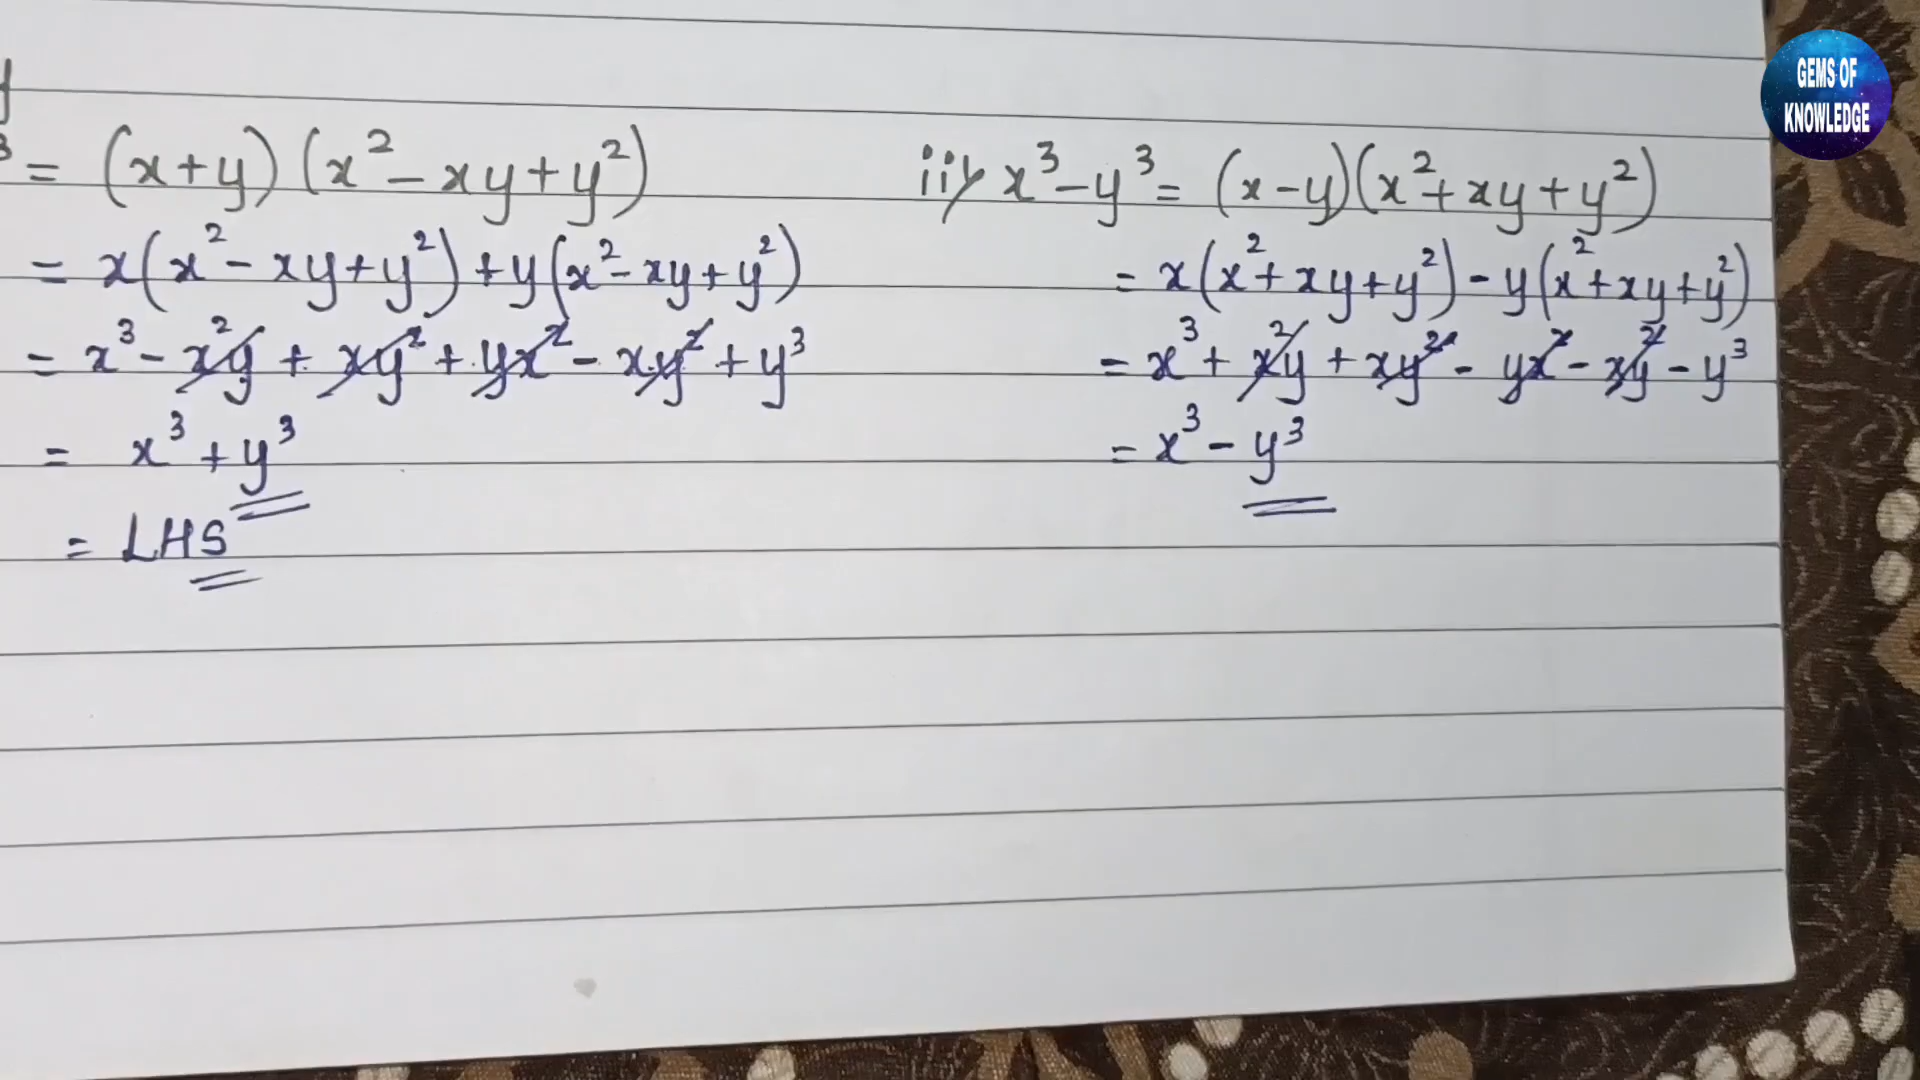 = (x+y) (x² - xy + y²)
= x(x² - xy + y²) + y(x² - xy + y²)
= x³ - x²y + xy² + yx² - xy² + y³
= x³ + y³
= LHS
ii) x³ - y³ = (x - y)(x² + xy + y²)
= x(x² + xy + y²) - y(x² + xy + y²)
= x³ + x²y + xy² - yx² - xy² - y³
= x³ - y³
GEMS OF
KNOWLEDGE